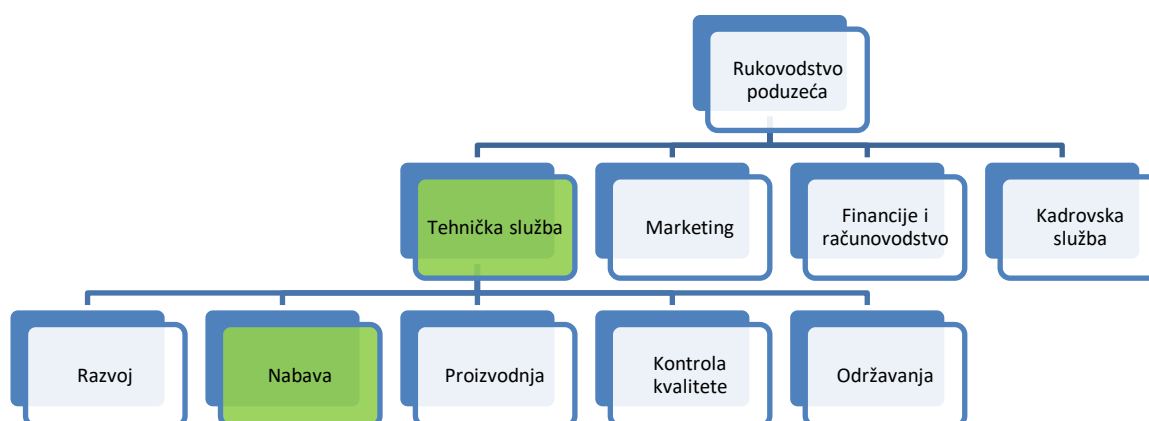 Rukovodstvo
poduzeća
Tehnička služba
Marketing
Financije i
računovodstvo
Kadrovska
služba
Razvoj
Nabava
Proizvodnja
Kontrola
kvalitete
Održavanja